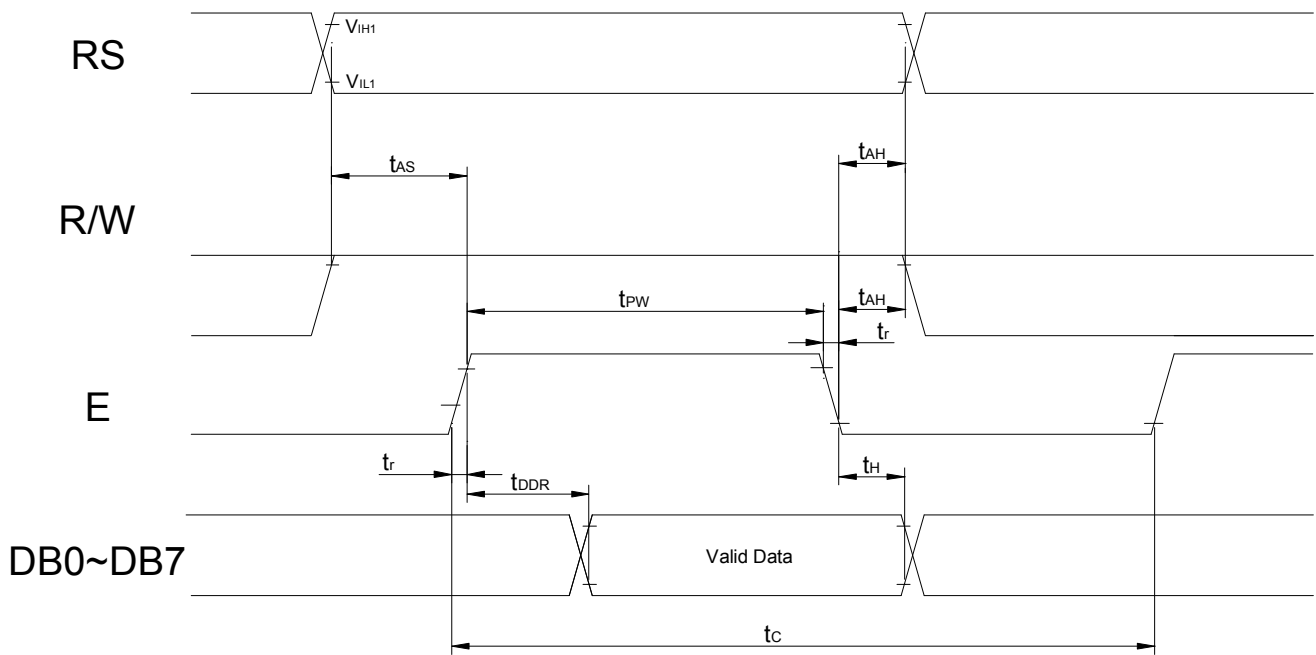 RS
VIH1
VIL1
tAS
tAH
R/W
tPW
tAH
tr
E
tr
tDDR
tH
DB0~DB7
Valid Data
tC